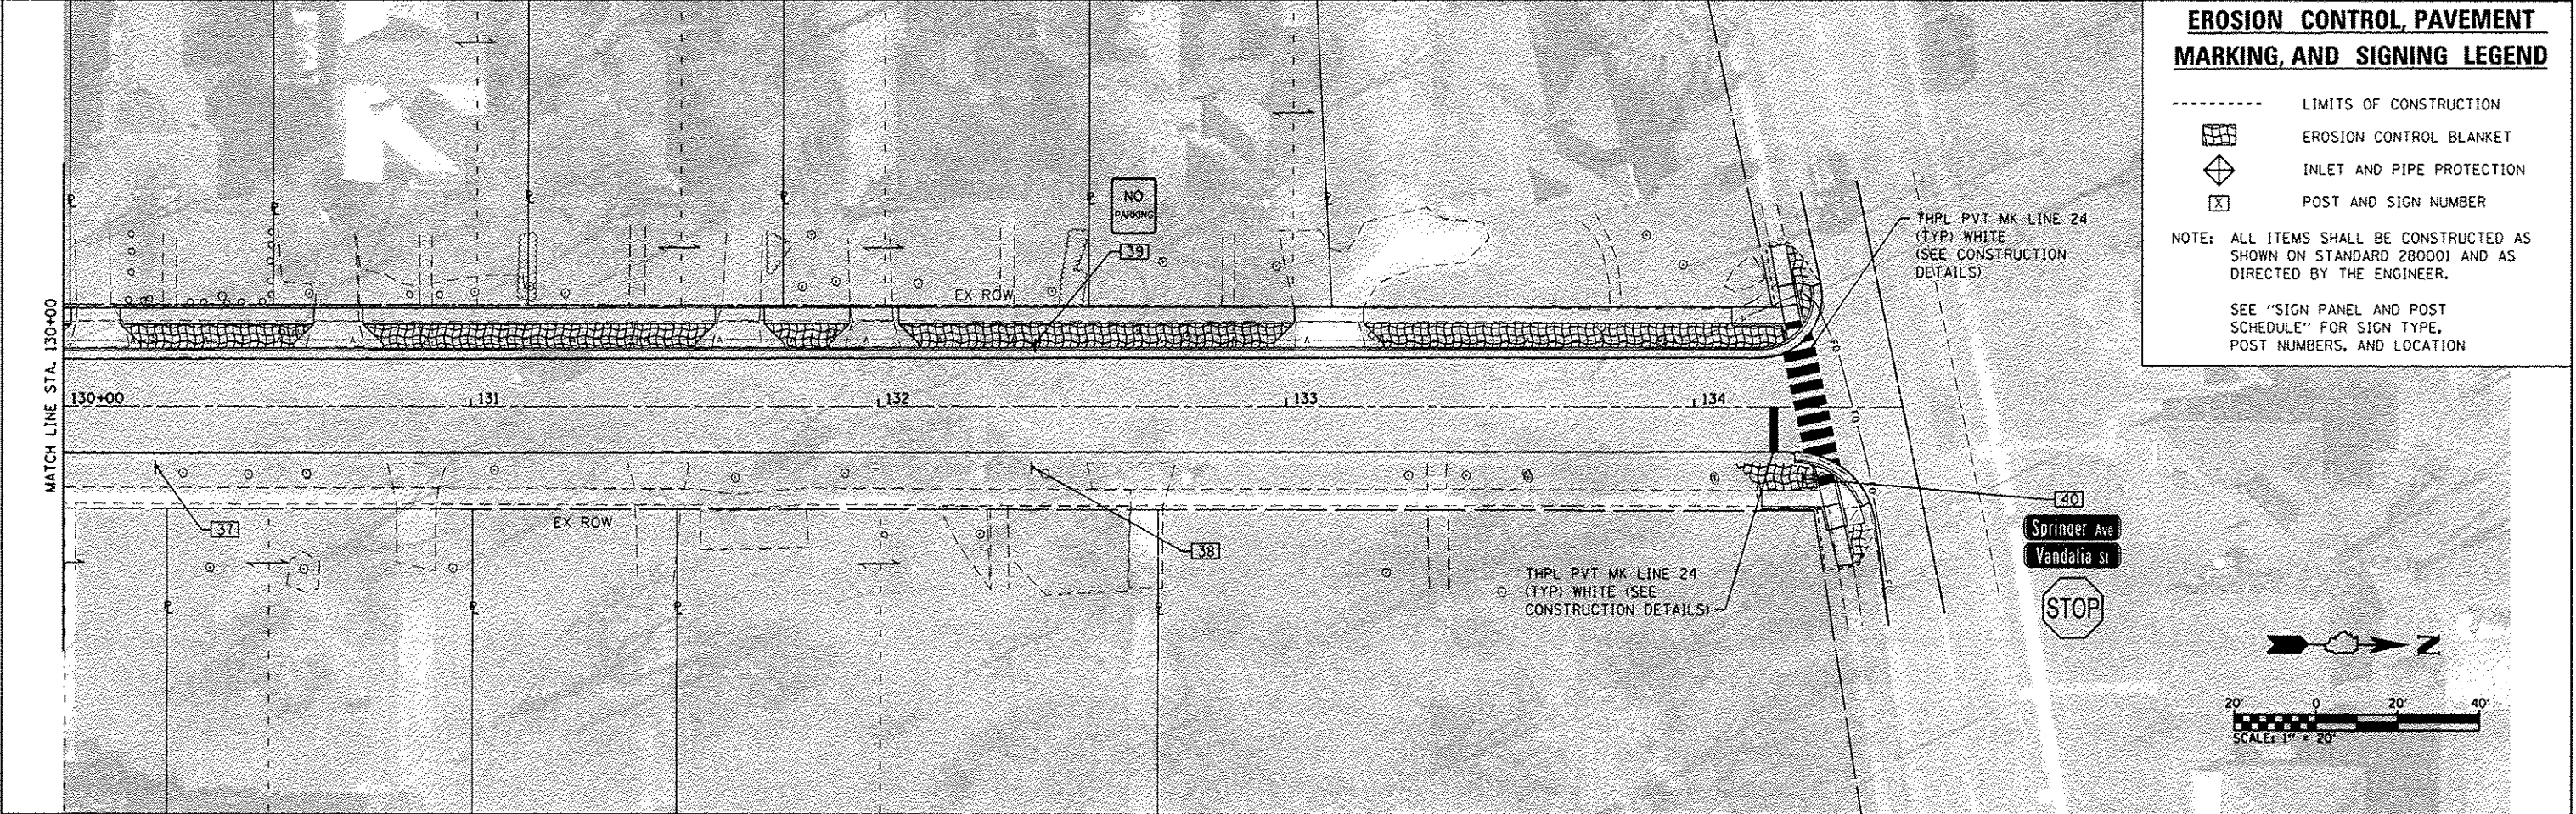 EROSION CONTROL, PAVEMENT
MARKING, AND SIGNING LEGEND
LIMITS OF CONSTRUCTION
EROSION CONTROL BLANKET
INLET AND PIPE PROTECTION
X POST AND SIGN NUMBER
NOTE: ALL ITEMS SHALL BE CONSTRUCTED AS
SHOWN ON STANDARD 280001 AND AS
DIRECTED BY THE ENGINEER.
SEE "SIGN PANEL AND POST
SCHEDULE" FOR SIGN TYPE,
POST NUMBERS, AND LOCATION
NO
PARKING
39
THPL PVT MK LINE 24
(TYP) WHITE
(SEE CONSTRUCTION
DETAILS)
EX ROW
MATCH LINE STA. 130+00
130+00
131
132
133
134
37
EX ROW
38
40
Springer Ave
Vandalia St
STOP
THPL PVT MK LINE 24
(TYP) WHITE (SEE
CONSTRUCTION DETAILS)
N
20' 0 20' 40'
SCALE: 1" = 20'